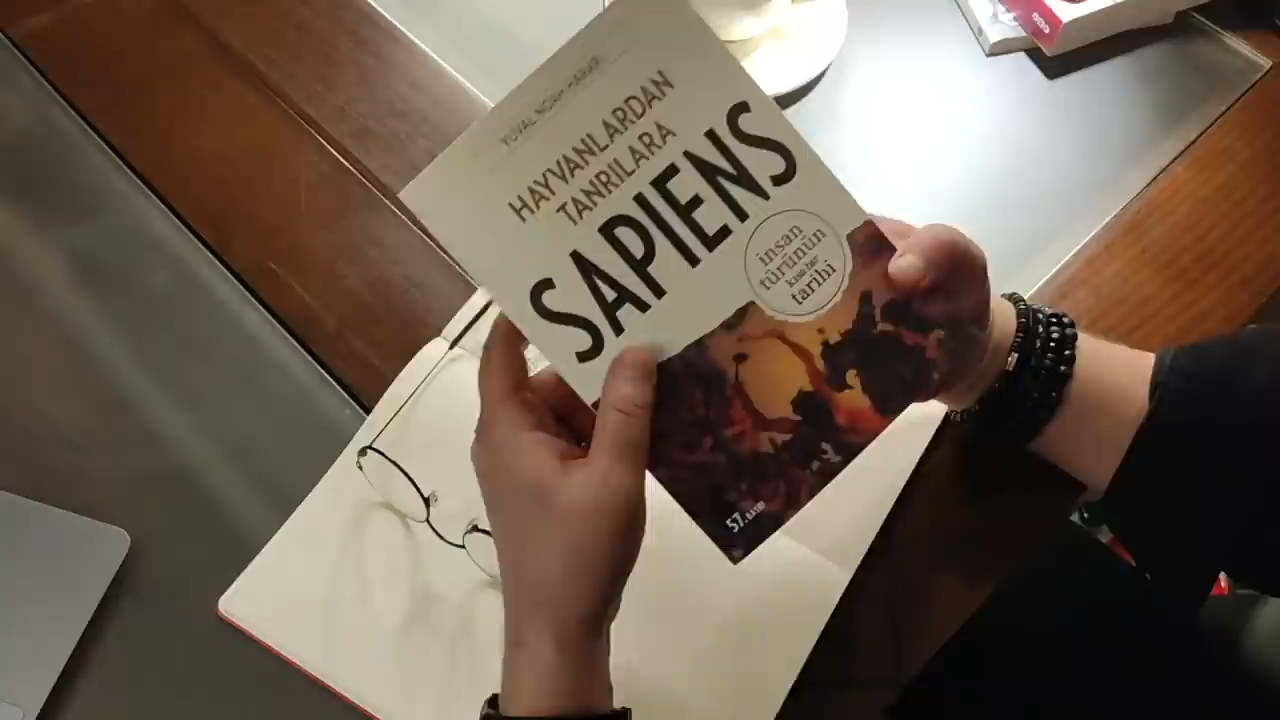 YUVAL NOAH HARARI
HAYVANLARDAN
TANRILARA
SAPIENS
insan
türünün
kısa bir
tarihi
57. BASKI